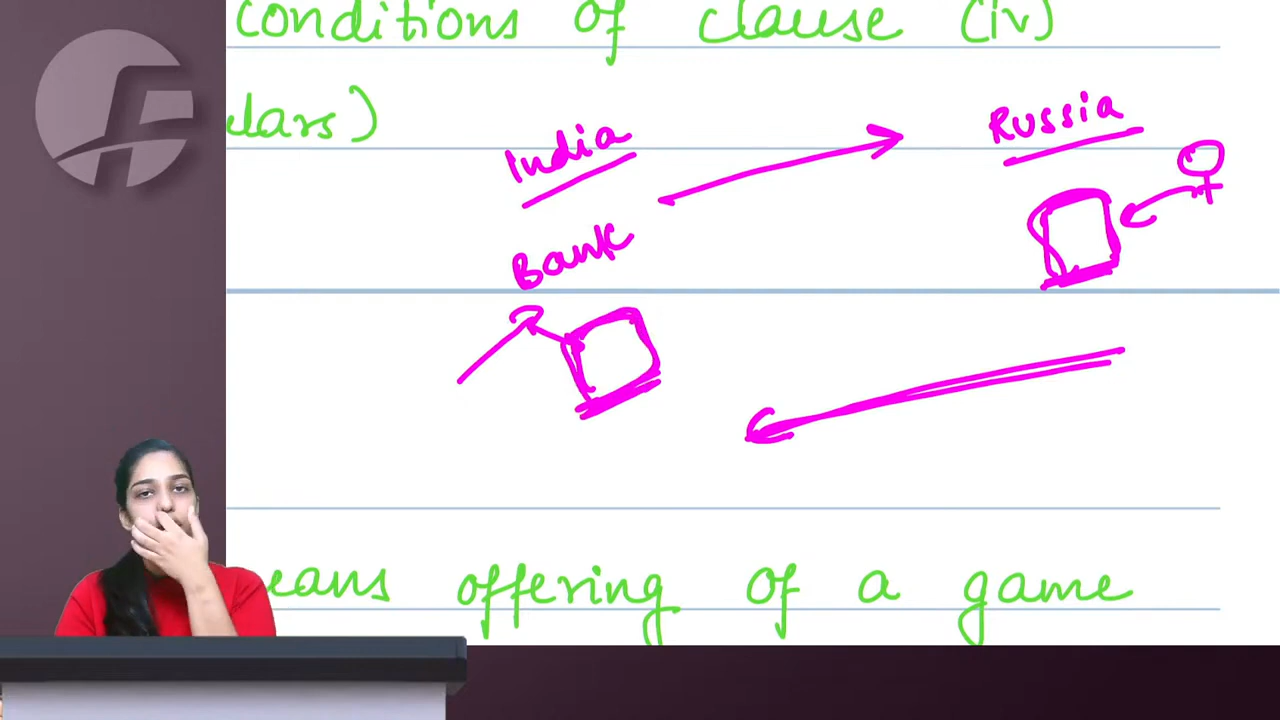 conditions of clause (iv)
lars)
India
Russia
Bank
eans offering of a game